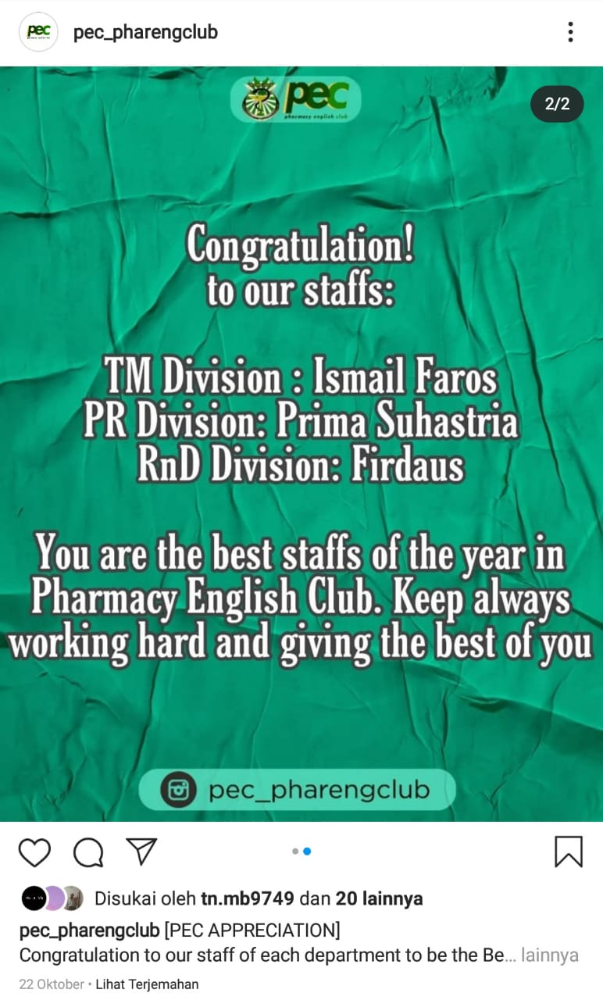 pec
pec_pharengclub
pec
pharmacy english club
2/2
Congratulation!
to our staffs:
TM Division : Ismail Faros
PR Division: Prima Suhastria
RnD Division: Firdaus
You are the best staffs of the year in
Pharmacy English Club. Keep always
working hard and giving the best of you
pec_pharengclub
Disukai oleh tn.mb9749 dan 20 lainnya
pec_pharengclub [PEC APPRECIATION]
Congratulation to our staff of each department to be the Be... lainnya
22 Oktober • Lihat Terjemahan